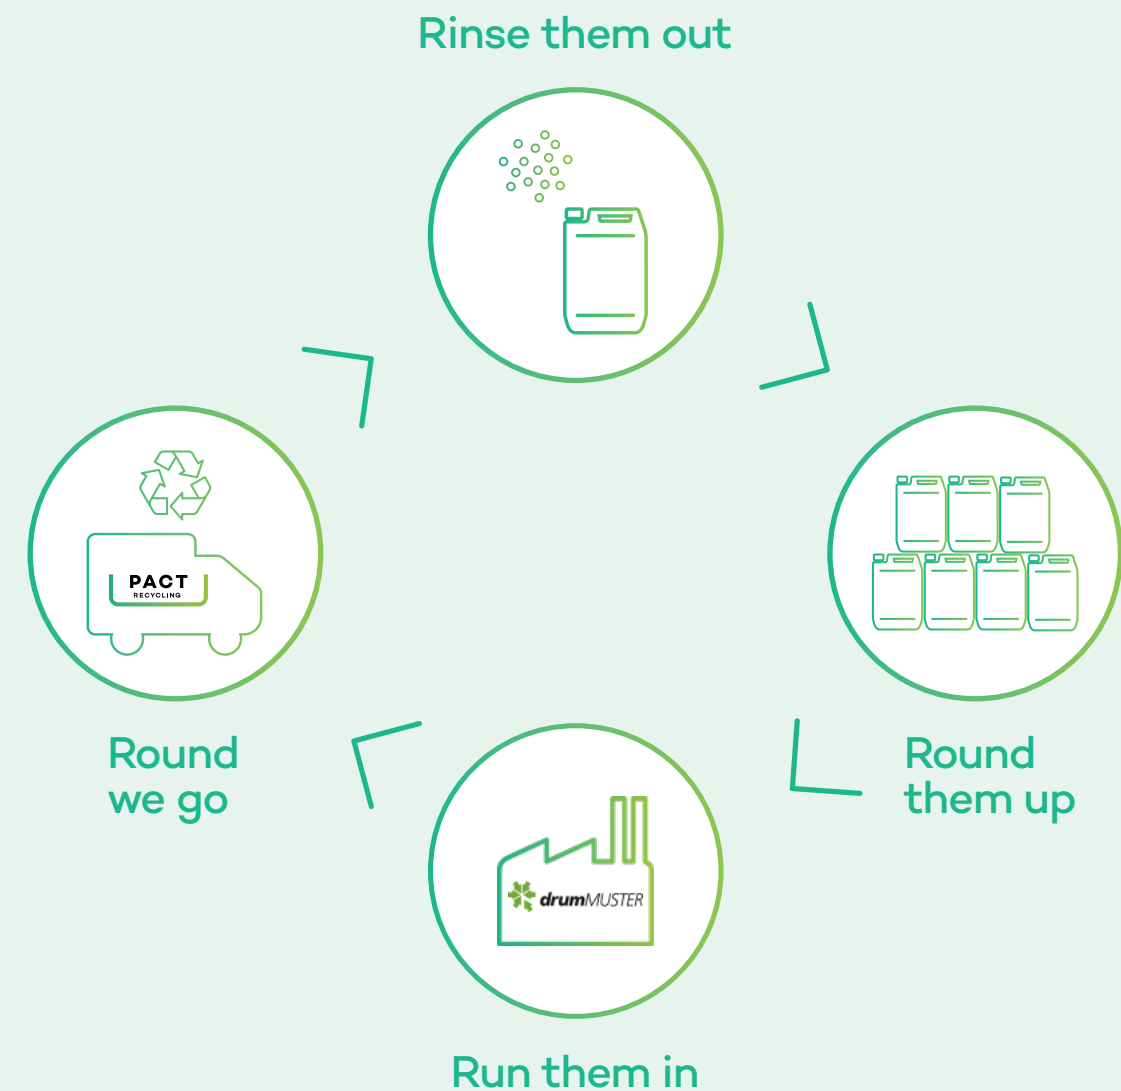 Rinse them out
PACT
RECYCLING
Round
we go
Round
them up
drumMUSTER
Run them in